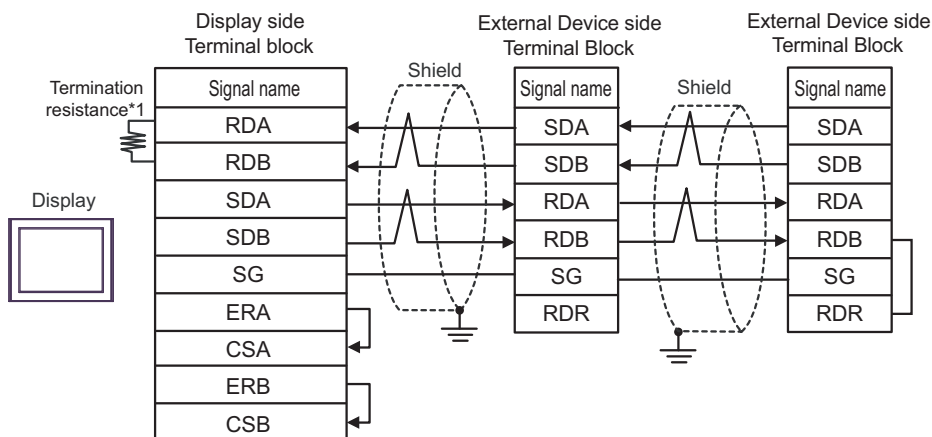 Display side
Terminal block
External Device side
Terminal Block
External Device side
Terminal Block
Termination
resistance*1
Display
Signal name
RDA
RDB
SDA
SDB
SG
ERA
CSA
ERB
CSB
Shield
Signal name
SDA
SDB
RDA
RDB
SG
RDR
Shield
Signal name
SDA
SDB
RDA
RDB
SG
RDR